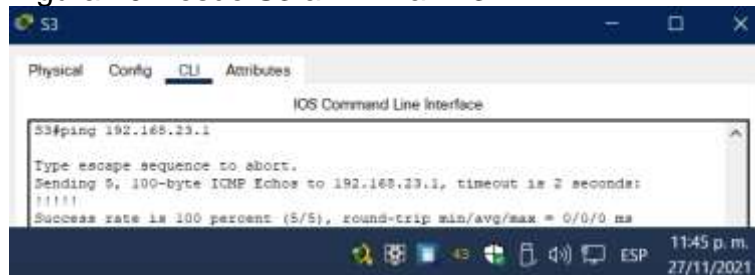 S3
Physical Config CLI Attributes
IOS Command Line Interface
S3#ping 192.168.23.1
Type escape sequence to abort.
Sending 5, 100-byte ICMP Echos to 192.168.23.1, timeout is 2 seconds:
!!!!!
Success rate is 100 percent (5/5), round-trip min/avg/max = 0/0/0 ms
43 ESP 11:45 p. m.
27/11/2021